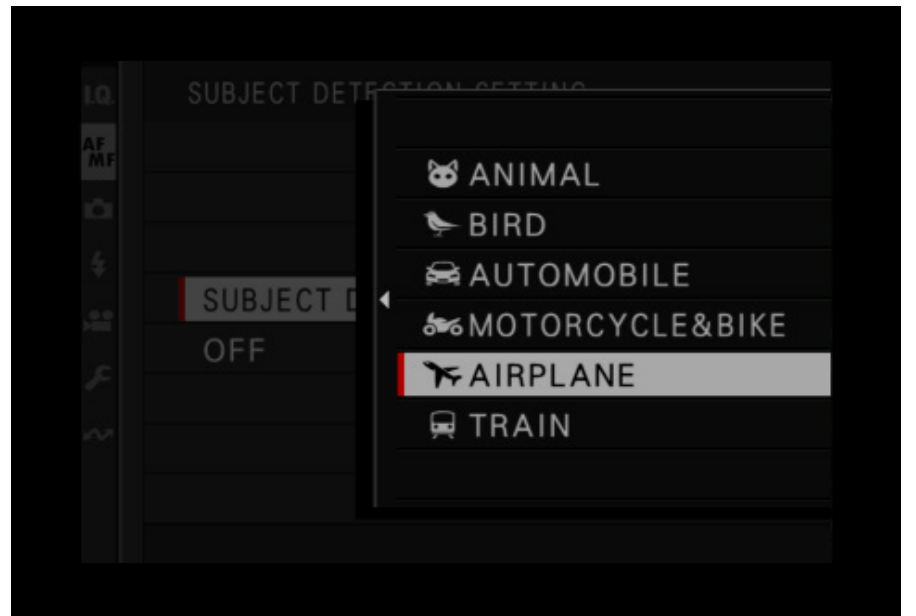 I.Q.
SUBJECT DETECTION SETTING
AF
MF
ANIMAL
BIRD
AUTOMOBILE
SUBJECT D
MOTORCYCLE&BIKE
OFF
AIRPLANE
TRAIN